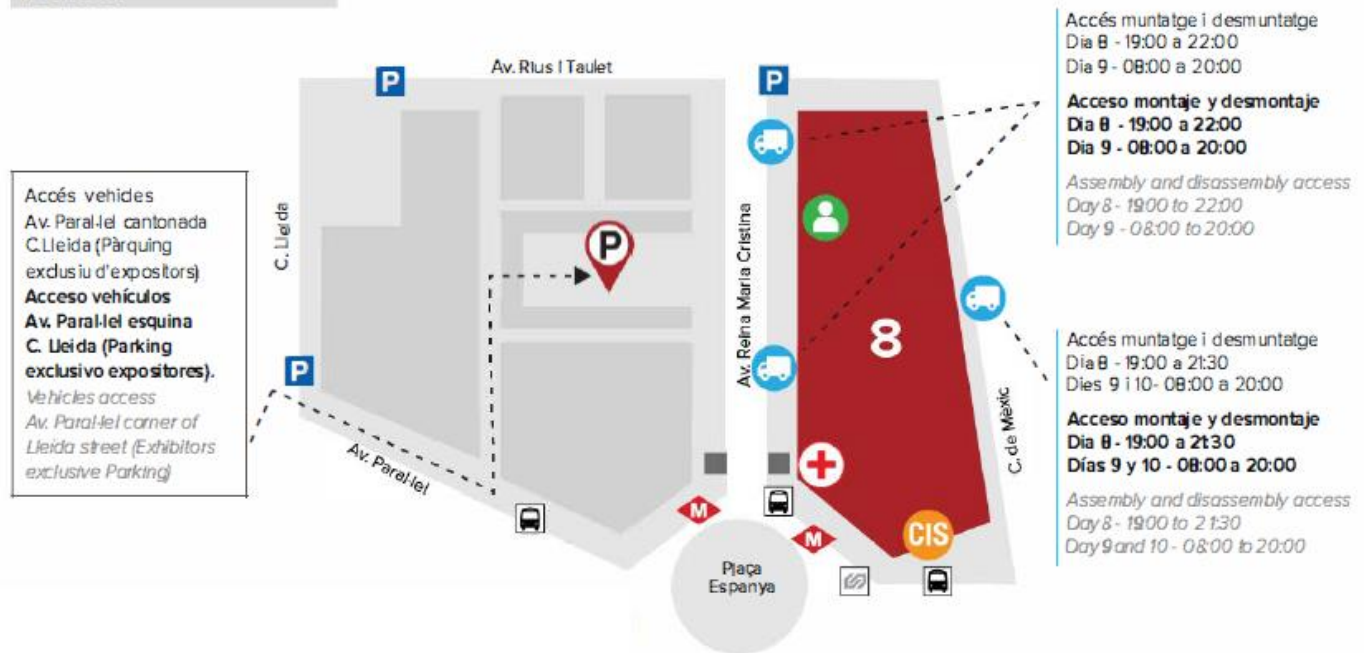 Accés muntatge i desmuntatge
Dia 8 - 19:00 a 22:00
Dia 9 - 08:00 a 20:00
Acceso montaje y desmontaje
Dia 8 - 19:00 a 22:00
Dia 9 - 08:00 a 20:00
Assembly and disassembly access
Day 8 - 19:00 to 22:00
Day 9 - 08:00 to 20:00
P
Av. Rius i Taulet
P
Accés vehicles
Av. Paral·lel cantonada
C.Lleida (Pàrquing
exclusiu d'expositors)
Acceso vehículos
Av. Paral·lel esquina
C. Lleida (Parking
exclusivo expositores).
Vehicles access
Av. Paral·lel corner of
Lleida street (Exhibitors
exclusive Parking)
C. Lleida
P
Av. Reina Maria Cristina
8
P
Av. Paral·lel
C. de Mèxic
Accés muntatge i desmuntatge
Dia 8 - 19:00 a 21:30
Dies 9 i 10 - 08:00 a 20:00
Acceso montaje y desmontaje
Dia 8 - 19:00 a 21:30
Días 9 y 10 - 08:00 a 20:00
Assembly and disassembly access
Day 8 - 19:00 to 21:30
Day 9 and 10 - 08:00 to 20:00
M
M
CIS
Plaça
Espanya